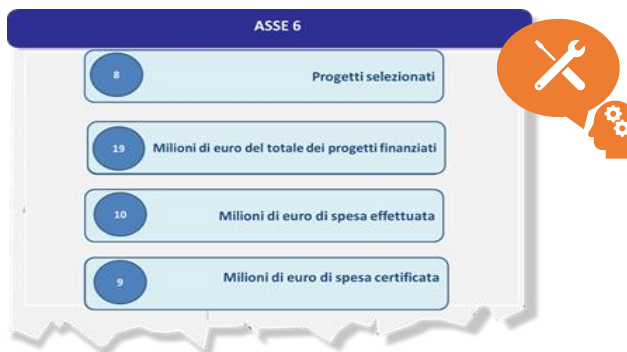 ASSE 6
8 Progetti selezionati
19 Milioni di euro del totale dei progetti finanziati
10 Milioni di euro di spesa effettuata
9 Milioni di euro di spesa certificata